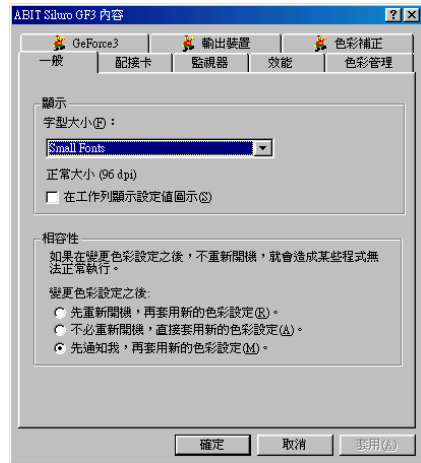 ABIT Siluro GF3 內容
GeForce3 輸出裝置 色彩補正
一般 配接卡 監視器 效能 色彩管理
顯示
字型大小(F)：
Small Fonts
正常大小 (96 dpi)
在工作列顯示設定值圖示(S)
相容性
如果在變更色彩設定之後，不重新開機，就會造成某些程式無
法正常執行。
變更色彩設定之後:
先重新開機，再套用新的色彩設定(R)。
不必重新開機，直接套用新的色彩設定(A)。
先通知我，再套用新的色彩設定(M)。
確定 取消 套用(A)